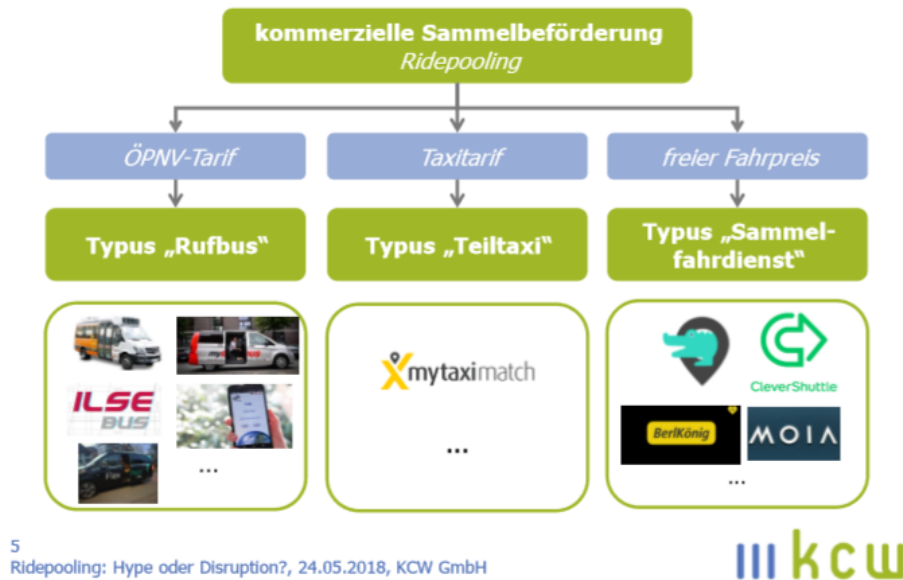 kommerzielle Sammelbeförderung
Ridepooling
ÖPNV-Tarif
Taxitarif
freier Fahrpreis
Typus „Rufbus“
Typus „Teiltaxi“
Typus „Sammel-
fahrdienst“
ILSE
BUS
...
mytaximatch
...
CleverShuttle
BerlKönig
MOIA
...
5
Ridepooling: Hype oder Disruption?, 24.05.2018, KCW GmbH
kcw